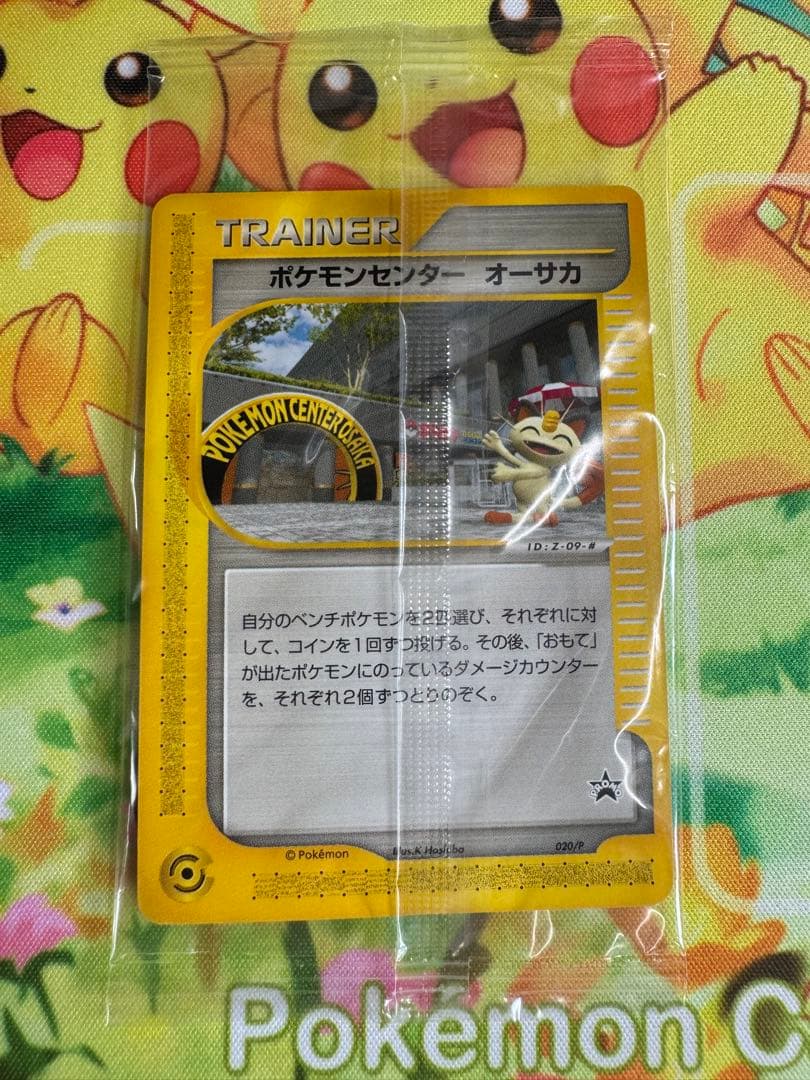 TRAINER
ポケモンセンター オーサカ
POKÉMON CENTER OSAKA
ID:Z-09-#
自分のベンチポケモンを2匹選び、それぞれに対
して、コインを1回ずつ投げる。その後、「おもて」
が出たポケモンにのっているダメージカウンター
を、それぞれ2個ずつとりのぞく。
PROMO
© Pokémon
Illus.K Hoshiba
020/P
Pokémon C